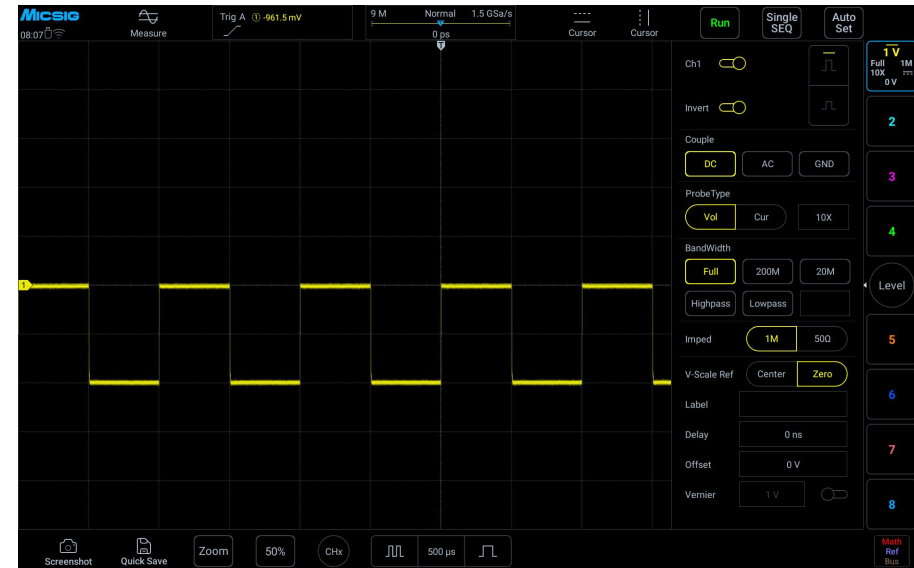 Micsig
08:07
Measure
Trig A ① -961.5 mV
9 M Normal 1.5 GSa/s
0 ps
T
Cursor
Cursor
Run
Single
SEQ
Auto
Set
Ch1
Invert
Couple
DC AC GND
ProbeType
Vol Cur 10X
BandWidth
Full 200M 20M
Highpass Lowpass
Imped 1M 50Ω
V-Scale Ref Center Zero
Label
Delay 0 ns
Offset 0 V
Vernier 1 V
1 V
Full 1M
10X
0 V
2
3
4
Level
5
6
7
8
1
Screenshot
Quick Save
Zoom
50%
CHx
500 µs
Math
Ref
Bus